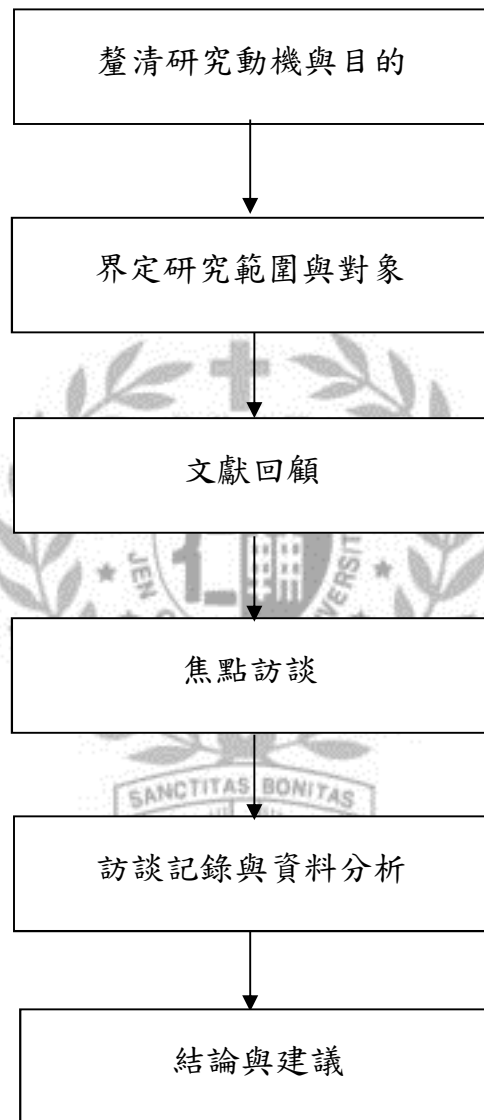 釐清研究動機與目的
界定研究範圍與對象
文獻回顧
JEN
VERSIT
焦點訪談
SANCTITAS BONITAS
訪談記錄與資料分析
結論與建議